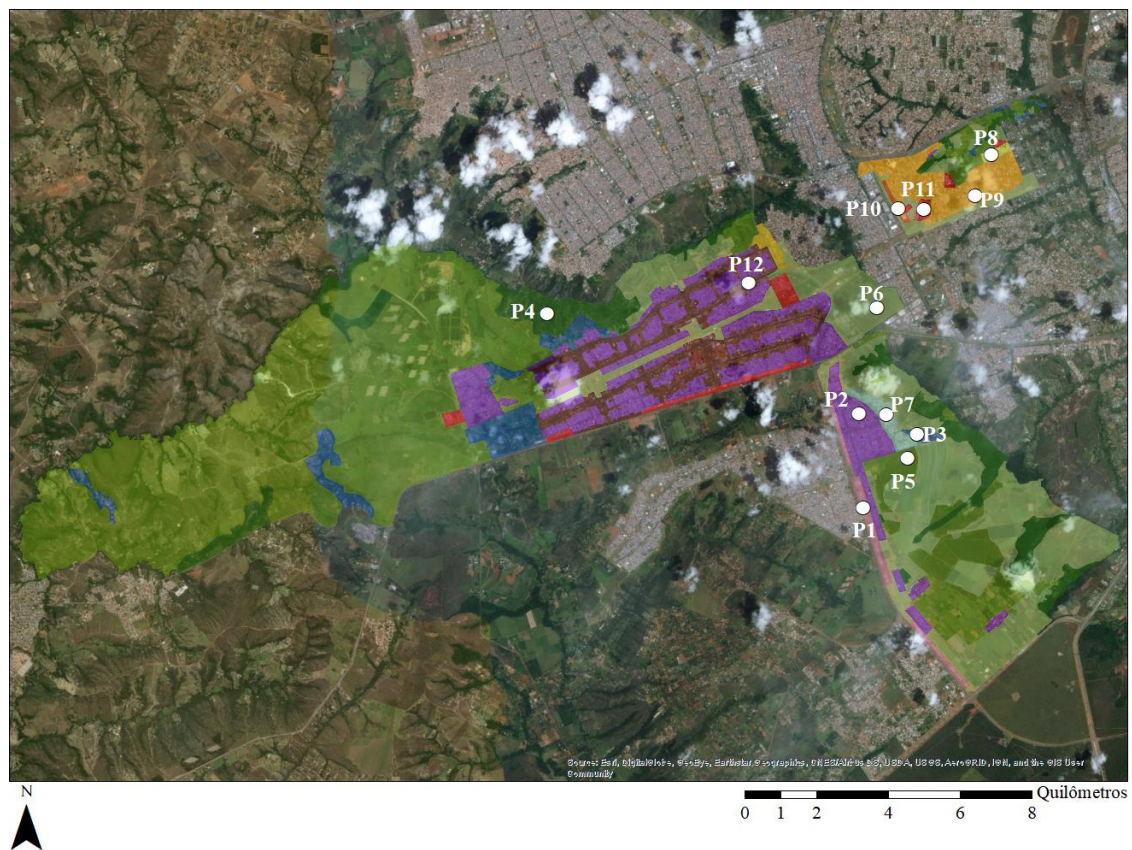 P8
P11
P10
P9
P12
P6
P4
P2
P7
P3
P5
P1
Source: Esri, DigitalGlobe, GeoEye, Earthstar Geographics, CNES/Airbus DS, USDA, USGS, AeroGRID, IGN, and the GIS User
Community
N
Quilômetros
0 1 2 4 6 8